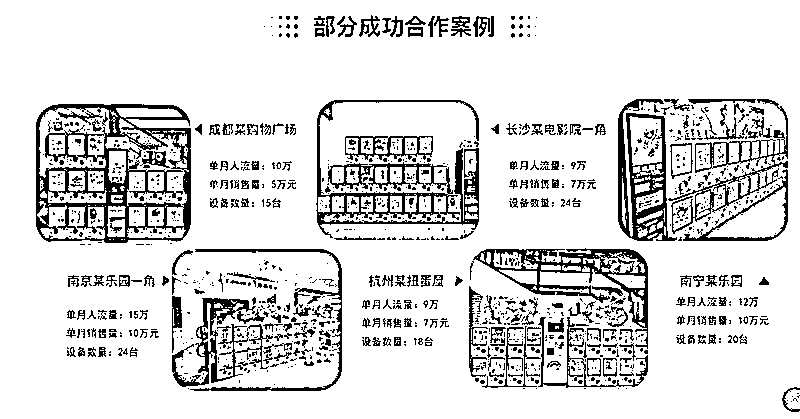 部分成功合作案例
成都某购物广场
单月人流量：10万
单月销售量：5万元
设备数量：15台
长沙某电影院一角
单月人流量：9万
单月销售量：7万元
设备数量：24台
南京某乐园一角
单月人流量：15万
单月销售量：10万元
设备数量：24台
杭州某扭蛋屋
单月人流量：9万
单月销售量：7万元
设备数量：18台
南宁某乐园
单月人流量：12万
单月销售量：10万元
设备数量：20台